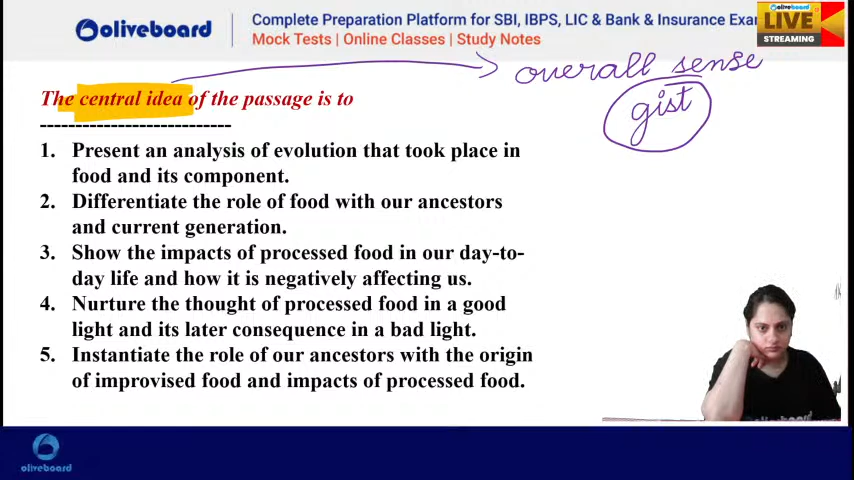 oliveboard
Complete Preparation Platform for SBI, IBPS, LIC & Bank & Insurance Exa
Mock Tests | Online Classes | Study Notes
oliveboard
LIVE
STREAMING
overall sense
gist
The central idea of the passage is to
---------------------------
1. Present an analysis of evolution that took place in
food and its component.
2. Differentiate the role of food with our ancestors
and current generation.
3. Show the impacts of processed food in our day-to-
day life and how it is negatively affecting us.
4. Nurture the thought of processed food in a good
light and its later consequence in a bad light.
5. Instantiate the role of our ancestors with the origin
of improvised food and impacts of processed food.
oliveboard